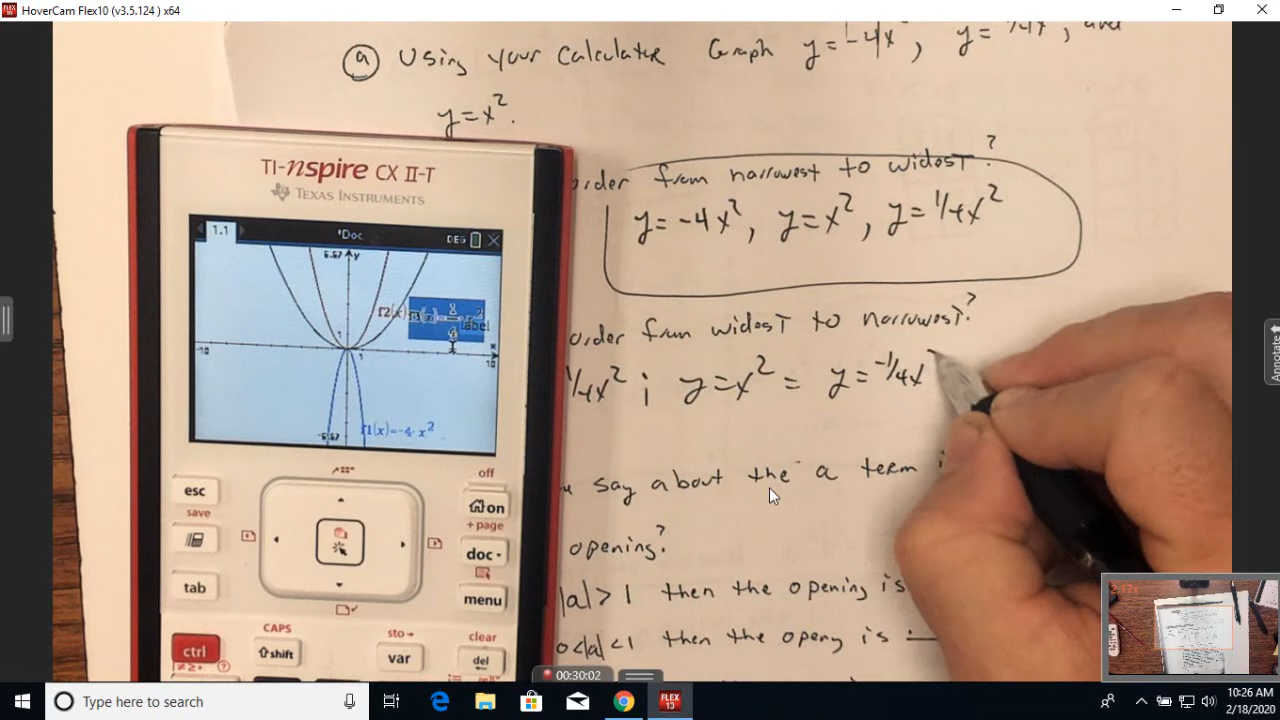 HoverCam Flex10 (v3.5.124) x64
a Using your Calculator Graph y=-4x², y=¼x², and
y=x².
order from narrowest to widest?
y=-4x², y=x², y=¼x²
order from widest to narrowest?
¼x² ; y=x² = y=-¼x
say about the a term
opening?
|a|>1 then the opening is
0<|a|<1 then the openy is
TI-nspire CX II-T
TEXAS INSTRUMENTS
1.1
*Doc
DEG
6.67 y
label
1
x
-10
1
10
-6.67
f1(x)=-4·x²
esc
off
save
on
+page
doc
tab
menu
CAPS
sto→
clear
ctrl
shift
var
del
Annotate
00:30:02
Type here to search
FLEX
10
10:26 AM
2/18/2020